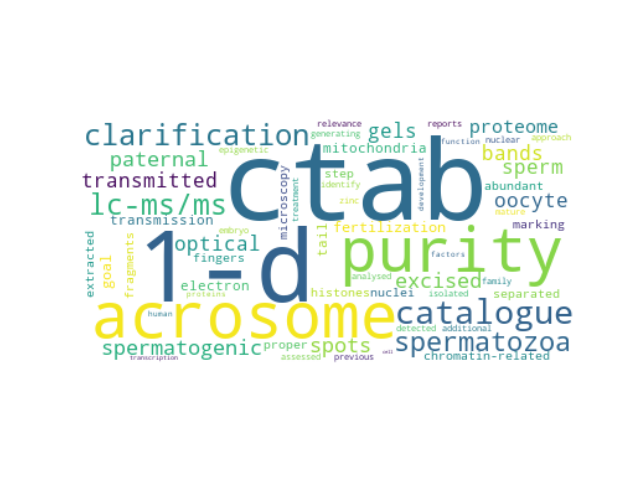 relevance
reports
clarification
generating
gels
proteome
function
nuclear
approach
paternal
epigenetic
ctab
mitochondria
bands
transmitted
microscopy
treatment
step
identify
development
sperm
abundant
lc-ms/ms
zinc
oocyte
transmission
embryo
mature
marking
extracted
1-d
optical
tail
fertilization
purity
goal
fragments
fingers
factors
electron
analysed
excised
family
proteins
histones
nuclei
isolated
separated
acrosome
human
catalogue
detected
additional
spermatogenic
proper
spots
spermatozoa
transcription
assessed
previous
cell
chromatin-related